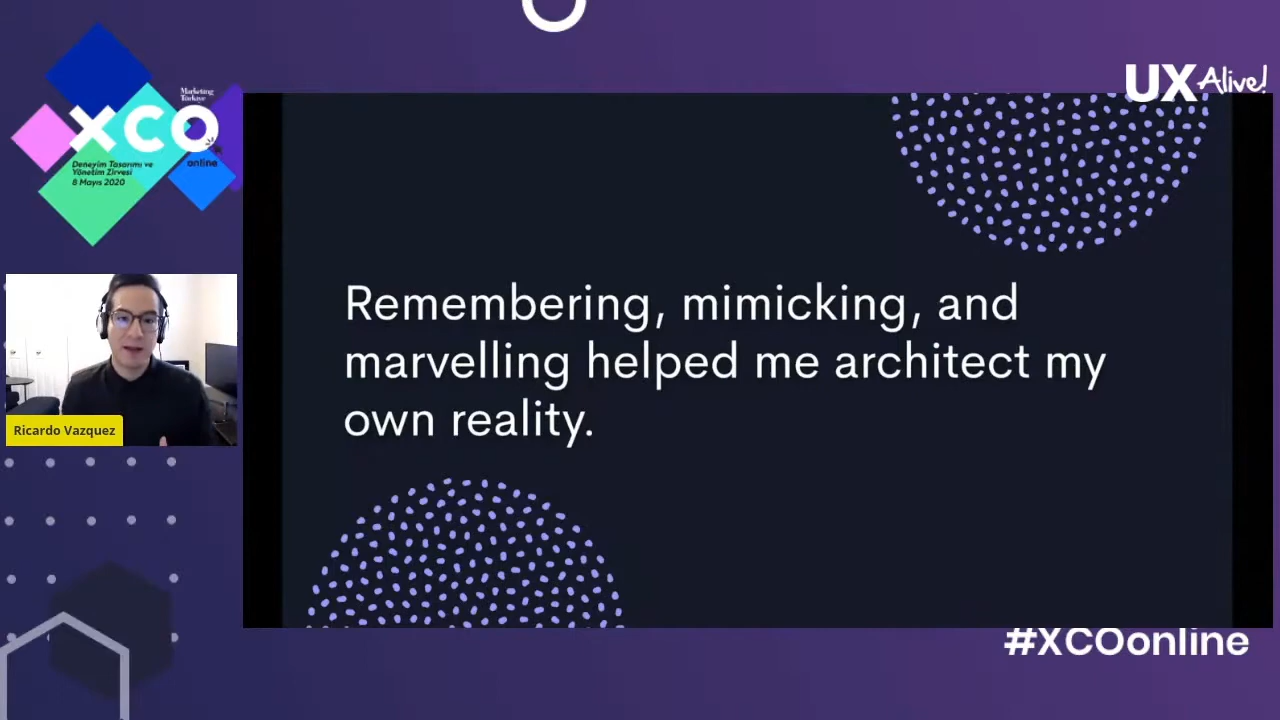 UX Alive!
Marketing
Türkiye
XCO
online
Deneyim Tasarımı ve
Yönetim Zirvesi
8 Mayıs 2020
Remembering, mimicking, and
marvelling helped me architect my
own reality.
Ricardo Vazquez
#XCOonline